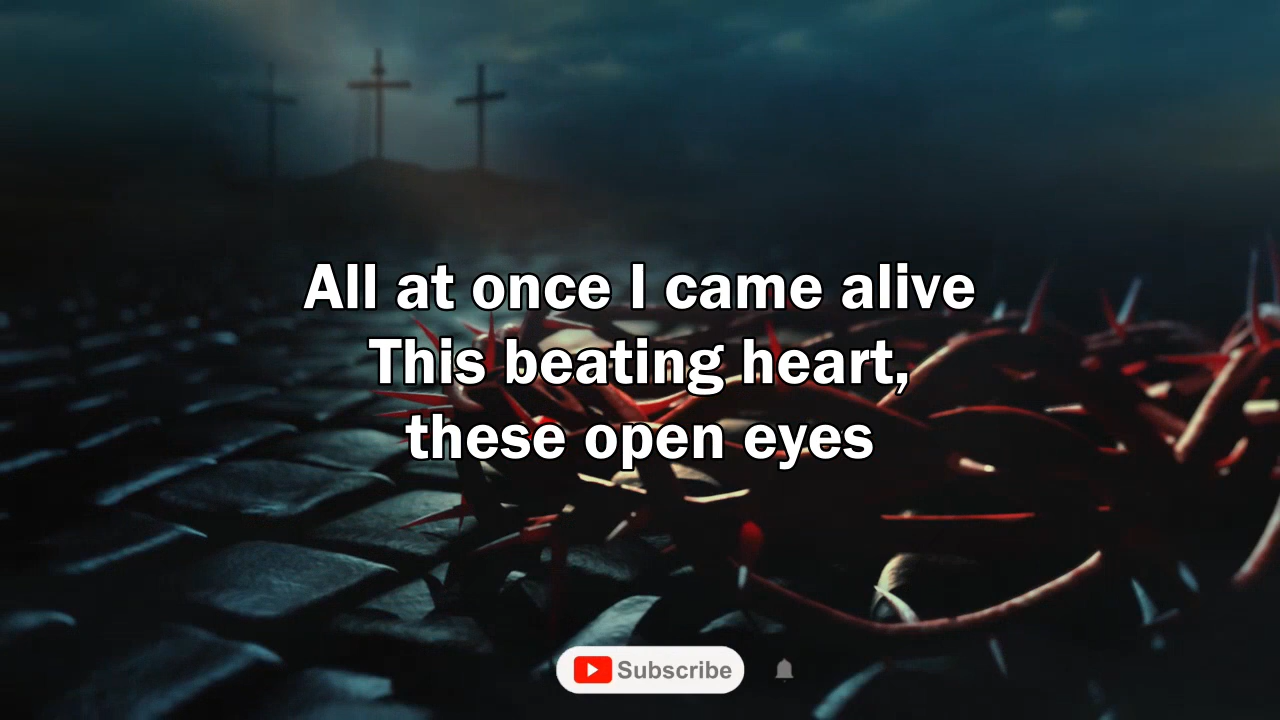 All at once I came alive
This beating heart,
these open eyes
Subscribe